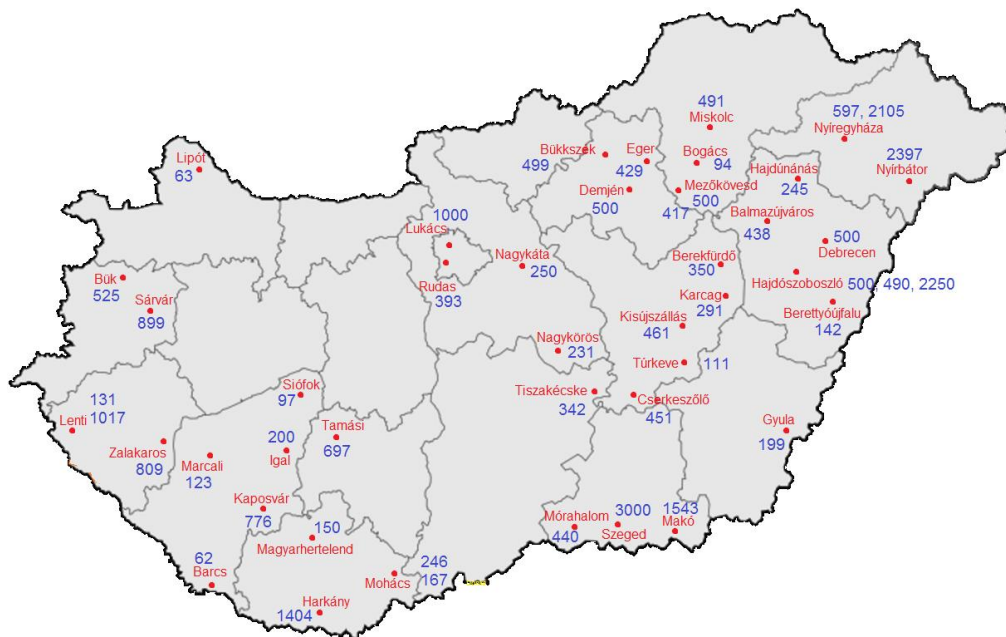 491
Miskolc
597, 2105
Nyíregyháza
Lipót
63
Bükkszék
499
Eger
429
Bogács
94
2397
Nyírbátor
Hajdúnánás
245
Demjén
500
Mezőkövesd
417
500
Balmazújváros
438
1000
Lukács
500
Debrecen
Nagykáta
250
Berekfürdő
350
Rudas
393
Bük
525
Hajdószoboszló
500, 490, 2250
Sárvár
899
Karcag
291
Berettyóújfalu
142
Kisújszállás
461
Nagykörös
231
Túrkeve
111
Siófok
97
Tiszakécske
342
Cserkeszőlő
451
131
Lenti
1017
Zalakaros
809
Marcali
123
200
Igal
Tamási
697
Gyula
199
Kaposvár
776
150
Magyarhertelend
Mórahalom
440
3000
Szeged
1543
Makó
62
Barcs
246
Mohács
167
Harkány
1404